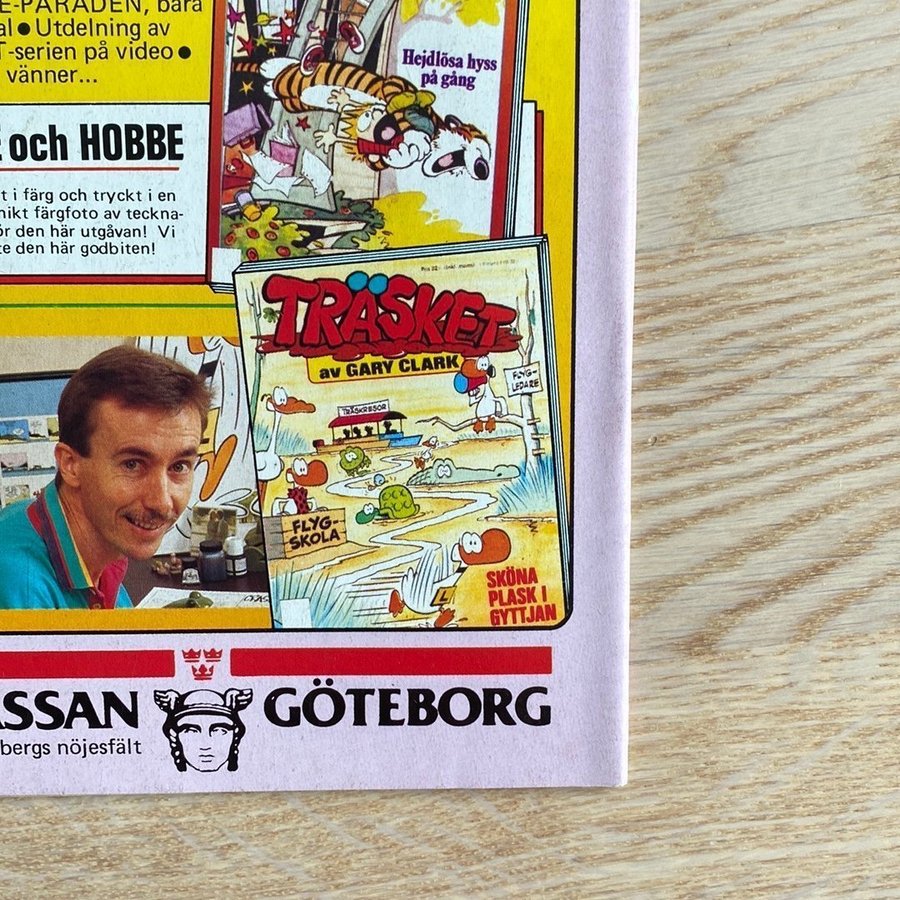 E-PARADEN, bara
al ● Utdelning av
T-serien på video ●
vänner...
E och HOBBE
t i färg och tryckt i en
nikt färgfoto av teckna-
ör den här utgåvan! Vi
te den här godbiten!
Hejdlösa hyss
på gång
TRÄSKET
av GARY CLARK
FLYG-
LEDARE
TRÄSKRESOR
FLYG-
SKOLA
L
SKÖNA
PLASK I
GYTTJAN
ÄSSAN GÖTEBORG
bergs nöjesfält